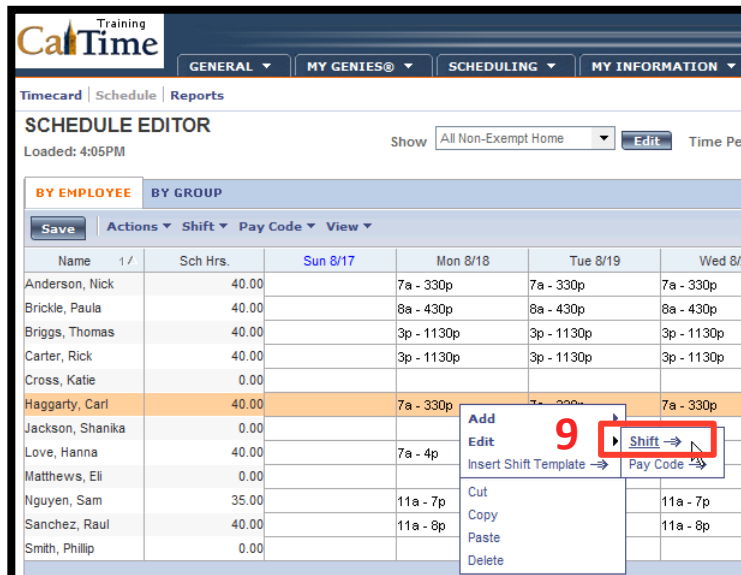 Training
CalTime
GENERAL ▼ MY GENIES® ▼ SCHEDULING ▼ MY INFORMATION ▼
Timecard | Schedule | Reports
SCHEDULE EDITOR
Loaded: 4:05PM
Show All Non-Exempt Home Edit Time Pe
BY EMPLOYEE BY GROUP
Save Actions ▼ Shift ▼ Pay Code ▼ View ▼
Name 1 / Sch Hrs. Sun 8/17 Mon 8/18 Tue 8/19 Wed 8/
Anderson, Nick 40.00 7a - 330p 7a - 330p 7a - 330p
Brickle, Paula 40.00 8a - 430p 8a - 430p 8a - 430p
Briggs, Thomas 40.00 3p - 1130p 3p - 1130p 3p - 1130p
Carter, Rick 40.00 3p - 1130p 3p - 1130p 3p - 1130p
Cross, Katie 0.00
Haggarty, Carl 40.00 7a - 330p 7a - 330p 7a - 330p
Jackson, Shanika 0.00
Love, Hanna 40.00 7a - 4p
Matthews, Eli 0.00
Nguyen, Sam 35.00 11a - 7p 11a - 7p
Sanchez, Raul 40.00 11a - 8p 11a - 8p
Smith, Phillip 0.00
Add
Edit
Insert Shift Template
Cut
Copy
Paste
Delete
9
Shift
Pay Code